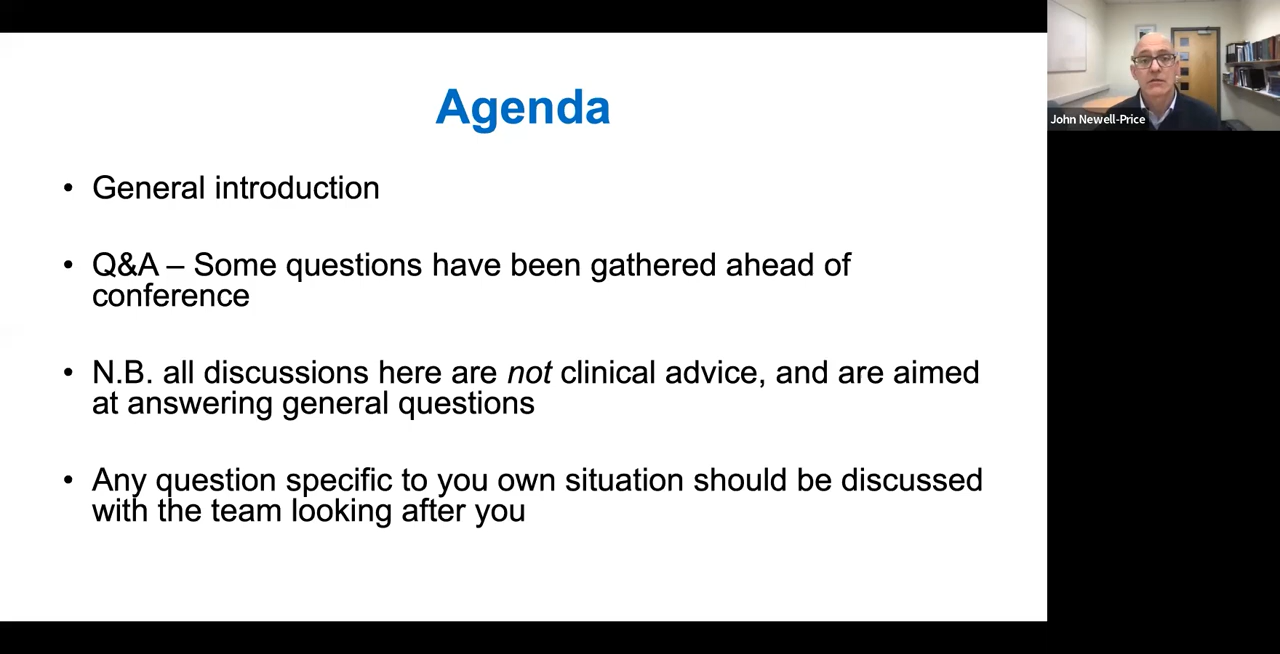 Agenda
• General introduction
• Q&A – Some questions have been gathered ahead of
conference
• N.B. all discussions here are not clinical advice, and are aimed
at answering general questions
• Any question specific to you own situation should be discussed
with the team looking after you
John Newell-Price